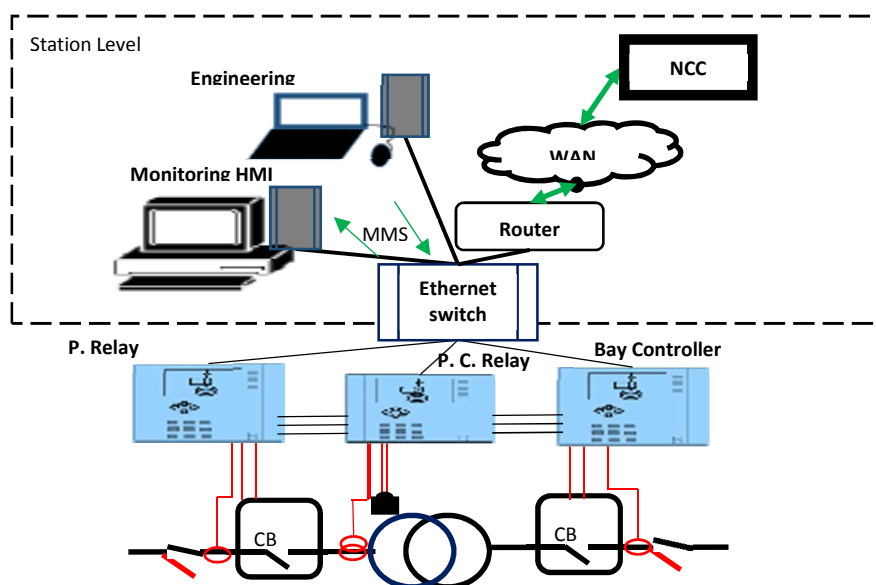 Station Level
Engineering
NCC
WAN
Monitoring HMI
MMS
Router
Ethernet
switch
P. Relay
P. C. Relay
Bay Controller
CB
CB